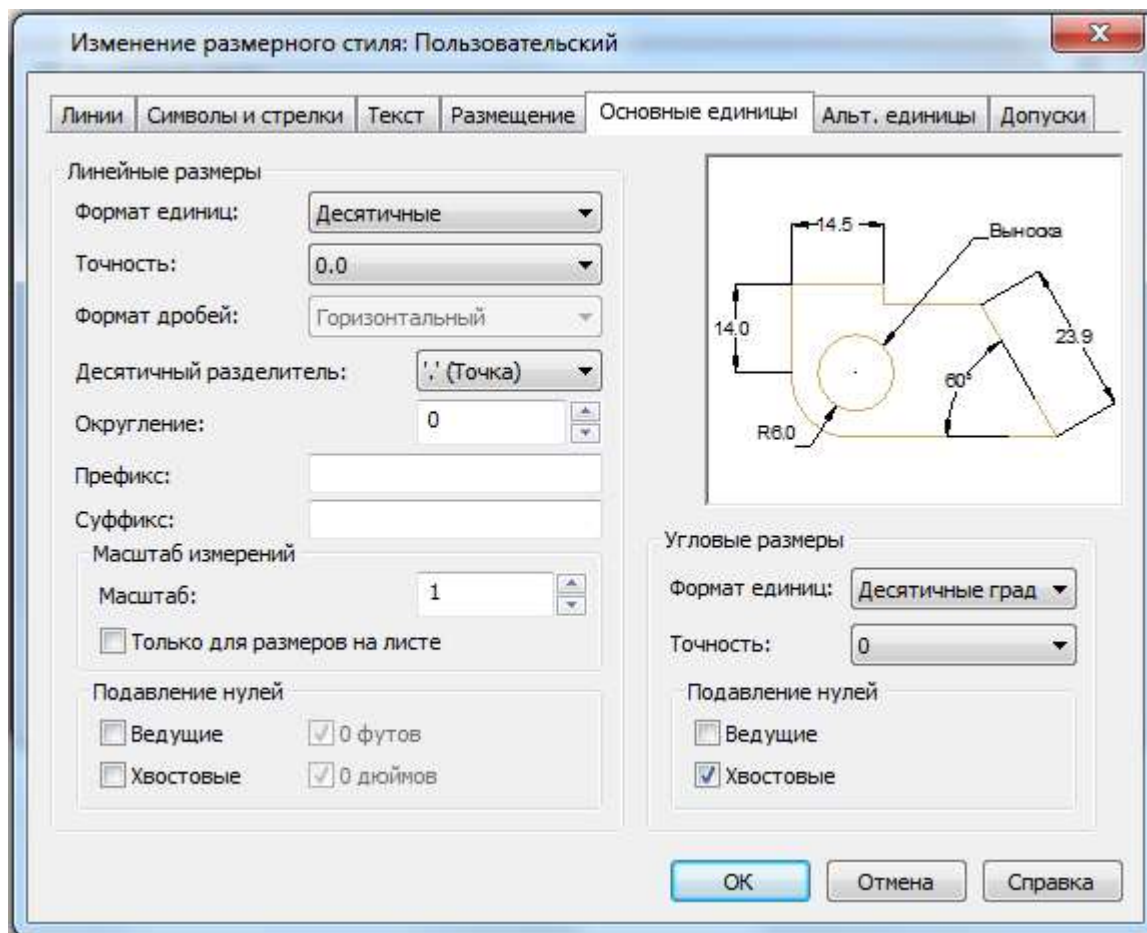 Изменение размерного стиля: Пользовательский
Линии Символы и стрелки Текст Размещение Основные единицы Альт. единицы Допуски
Линейные размеры
Формат единиц: Десятичные
Точность: 0.0
Формат дробей: Горизонтальный
Десятичный разделитель: '.' (Точка)
Округление: 0
Префикс:
Суффикс:
Масштаб измерений
Масштаб: 1
Только для размеров на листе
Подавление нулей
Ведущие 0 футов
Хвостовые 0 дюймов
14.5
Выноска
14.0
23.9
60°
R6.0
Угловые размеры
Формат единиц: Десятичные град
Точность: 0
Подавление нулей
Ведущие
Хвостовые
ОК Отмена Справка